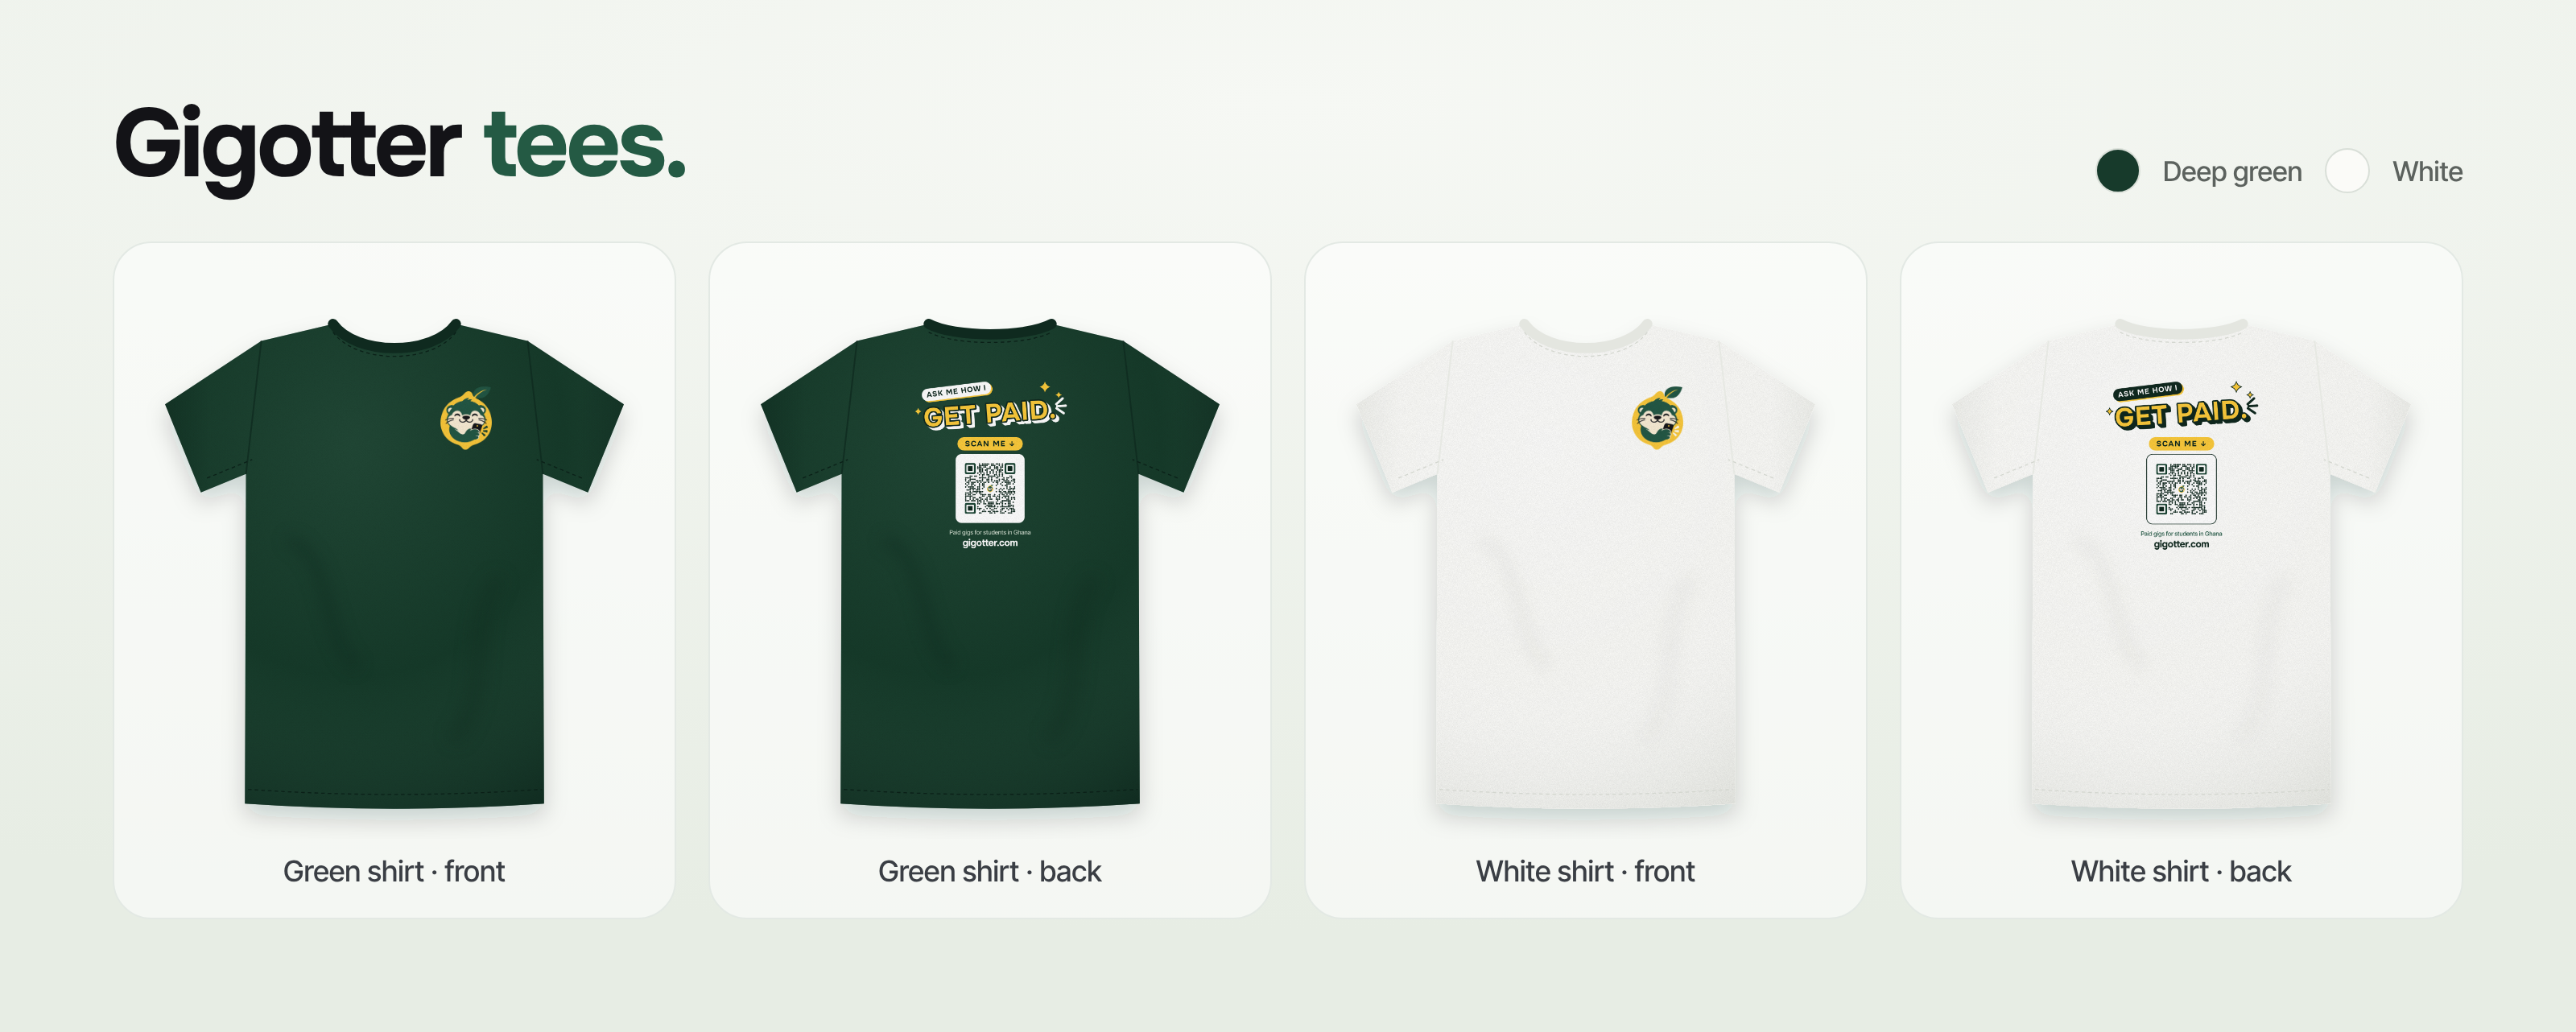 Gigotter tees.
Deep green
White
ASK ME HOW I
GET PAID.
SCAN ME ↓
Paid gigs for students in Ghana
gigotter.com
ASK ME HOW I
GET PAID.
SCAN ME ↓
Paid gigs for students in Ghana
gigotter.com
Green shirt · front
Green shirt · back
White shirt · front
White shirt · back